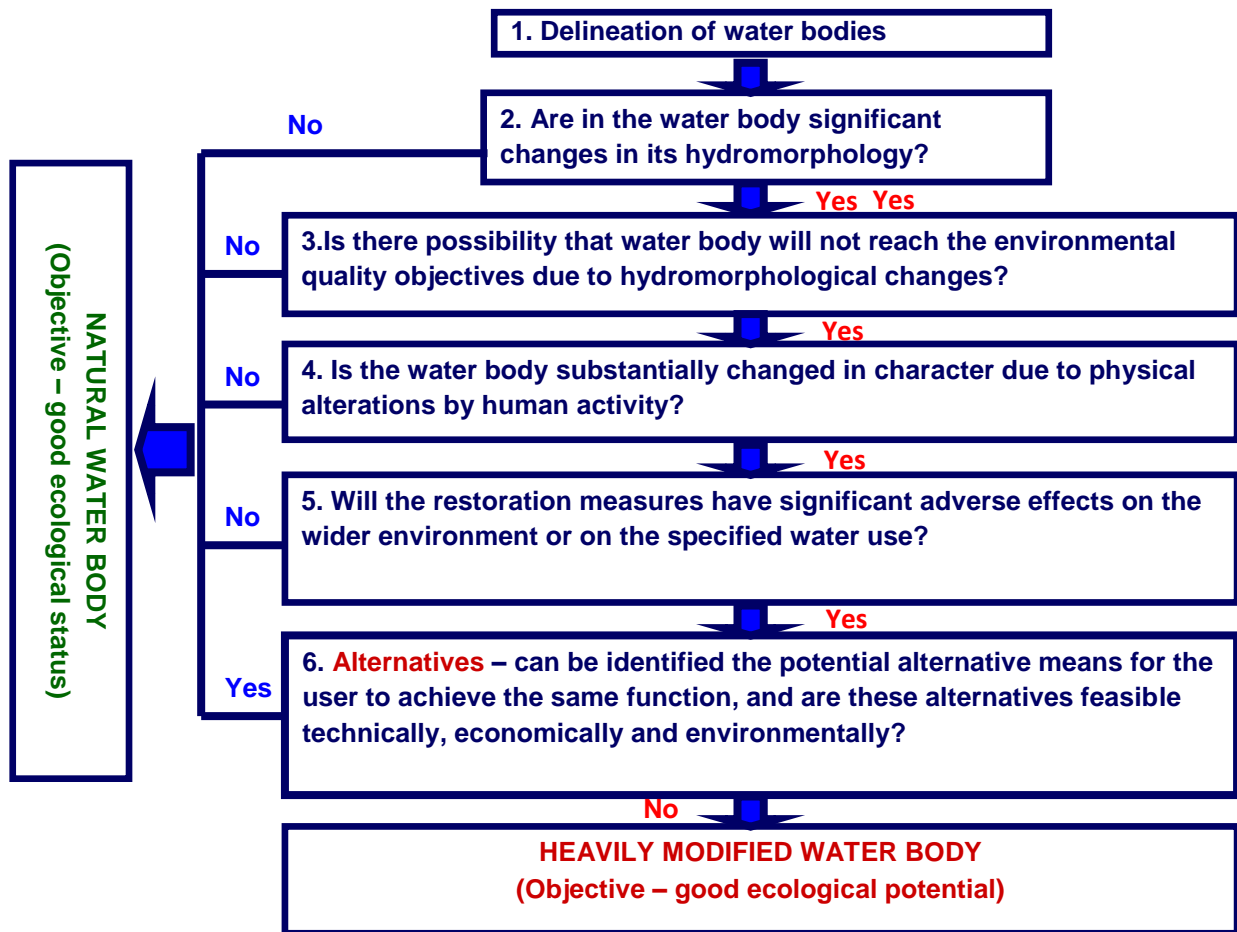 1. Delineation of water bodies
No
2. Are in the water body significant
changes in its hydromorphology?
Yes Yes
No
3.Is there possibility that water body will not reach the environmental
quality objectives due to hydromorphological changes?
Yes
No
4. Is the water body substantially changed in character due to physical
alterations by human activity?
Yes
No
5. Will the restoration measures have significant adverse effects on the
wider environment or on the specified water use?
Yes
Yes
6. Alternatives – can be identified the potential alternative means for the
user to achieve the same function, and are these alternatives feasible
technically, economically and environmentally?
No
HEAVILY MODIFIED WATER BODY
(Objective – good ecological potential)
NATURAL WATER BODY
(Objective – good ecological status)